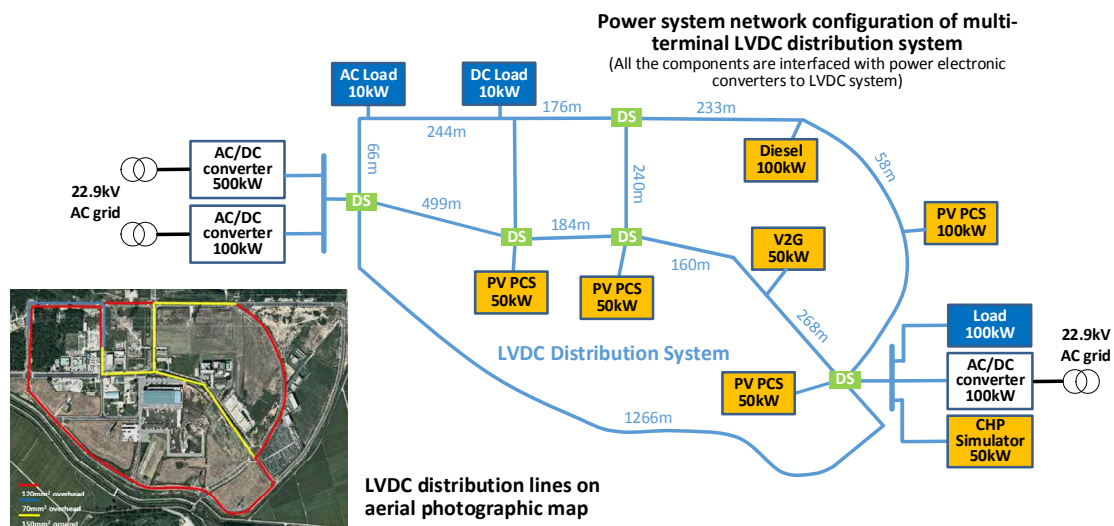 Power system network configuration of multi-
terminal LVDC distribution system
(All the components are interfaced with power electronic
converters to LVDC system)
AC Load
10kW
DC Load
10kW
176m
DS
233m
244m
Diesel
100kW
58m
66m
AC/DC
converter
500kW
22.9kV
AC grid
AC/DC
converter
100kW
DS
499m
240m
DS
184m
DS
PV PCS
100kW
V2G
50kW
160m
PV PCS
50kW
PV PCS
50kW
268m
LVDC Distribution System
Load
100kW
22.9kV
AC grid
AC/DC
converter
100kW
DS
PV PCS
50kW
CHP
Simulator
50kW
1266m
LVDC distribution lines on
aerial photographic map
120mm² overhead
70mm² overhead
150mm² ground